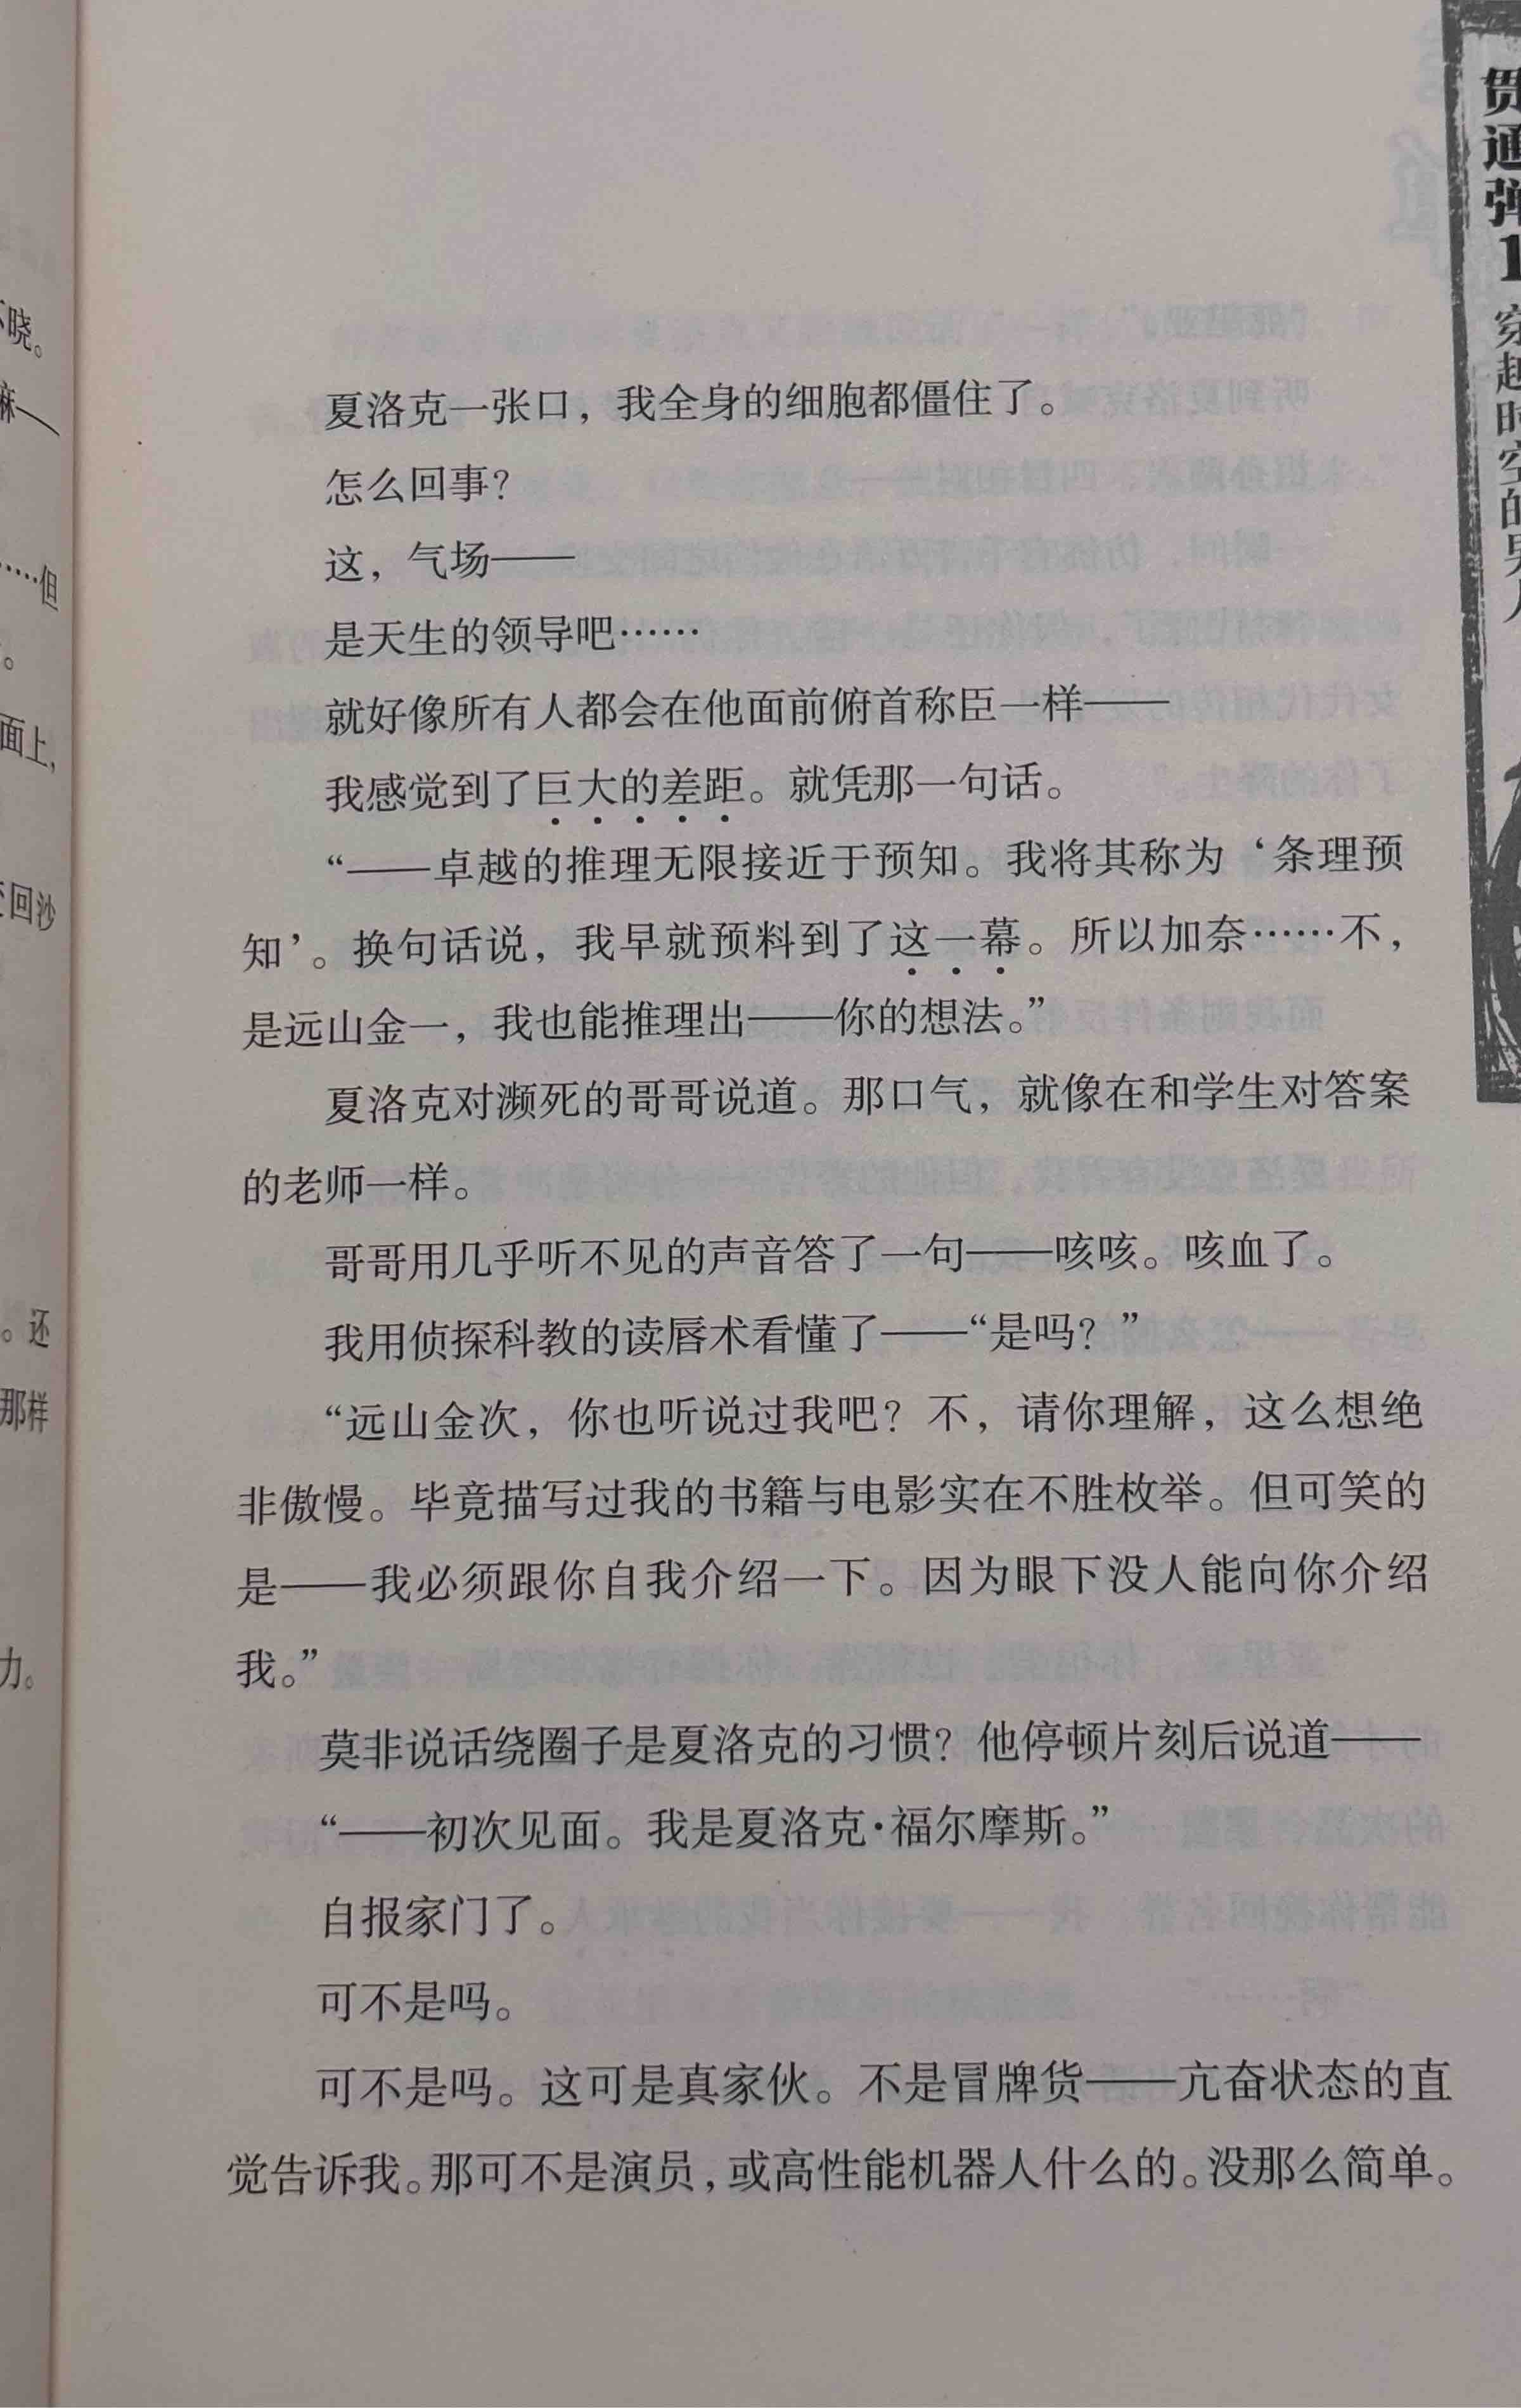 不晓。
嘛——
……但
。
面上，
变回沙
。还
那样
力。
夏洛克一张口，我全身的细胞都僵住了。
怎么回事？
这，气场——
是天生的领导吧……
就好像所有人都会在他面前俯首称臣一样——
我感觉到了巨大的差距。就凭那一句话。
“——卓越的推理无限接近于预知。我将其称为‘条理预
知’。换句话说，我早就预料到了这一幕。所以加奈……不，
是远山金一，我也能推理出——你的想法。”
夏洛克对濒死的哥哥说道。那口气，就像在和学生对答案
的老师一样。
哥哥用几乎听不见的声音答了一句——咳咳。咳血了。
我用侦探科教的读唇术看懂了——“是吗？”
“远山金次，你也听说过我吧？不，请你理解，这么想绝
非傲慢。毕竟描写过我的书籍与电影实在不胜枚举。但可笑的
是——我必须跟你自我介绍一下。因为眼下没人能向你介绍
我。”
莫非说话绕圈子是夏洛克的习惯？他停顿片刻后说道——
“——初次见面。我是夏洛克·福尔摩斯。”
自报家门了。
可不是吗。
可不是吗。这可是真家伙。不是冒牌货——亢奋状态的直
觉告诉我。那可不是演员，或高性能机器人什么的。没那么简单。
贯通弹1
穿越时空的男人